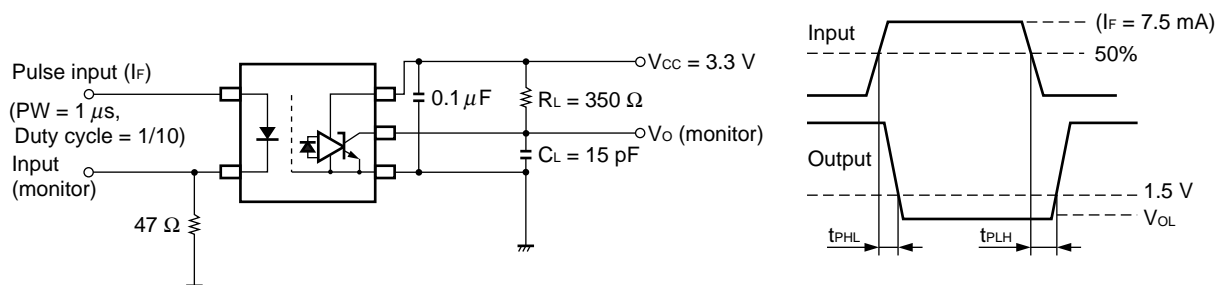 Pulse input (IF)
(PW = 1 μs,
Duty cycle = 1/10)
Input
(monitor)
47 Ω
0.1 μF
VCC = 3.3 V
RL = 350 Ω
VO (monitor)
CL = 15 pF
Input
(IF = 7.5 mA)
50%
Output
1.5 V
VOL
tPHL
tPLH